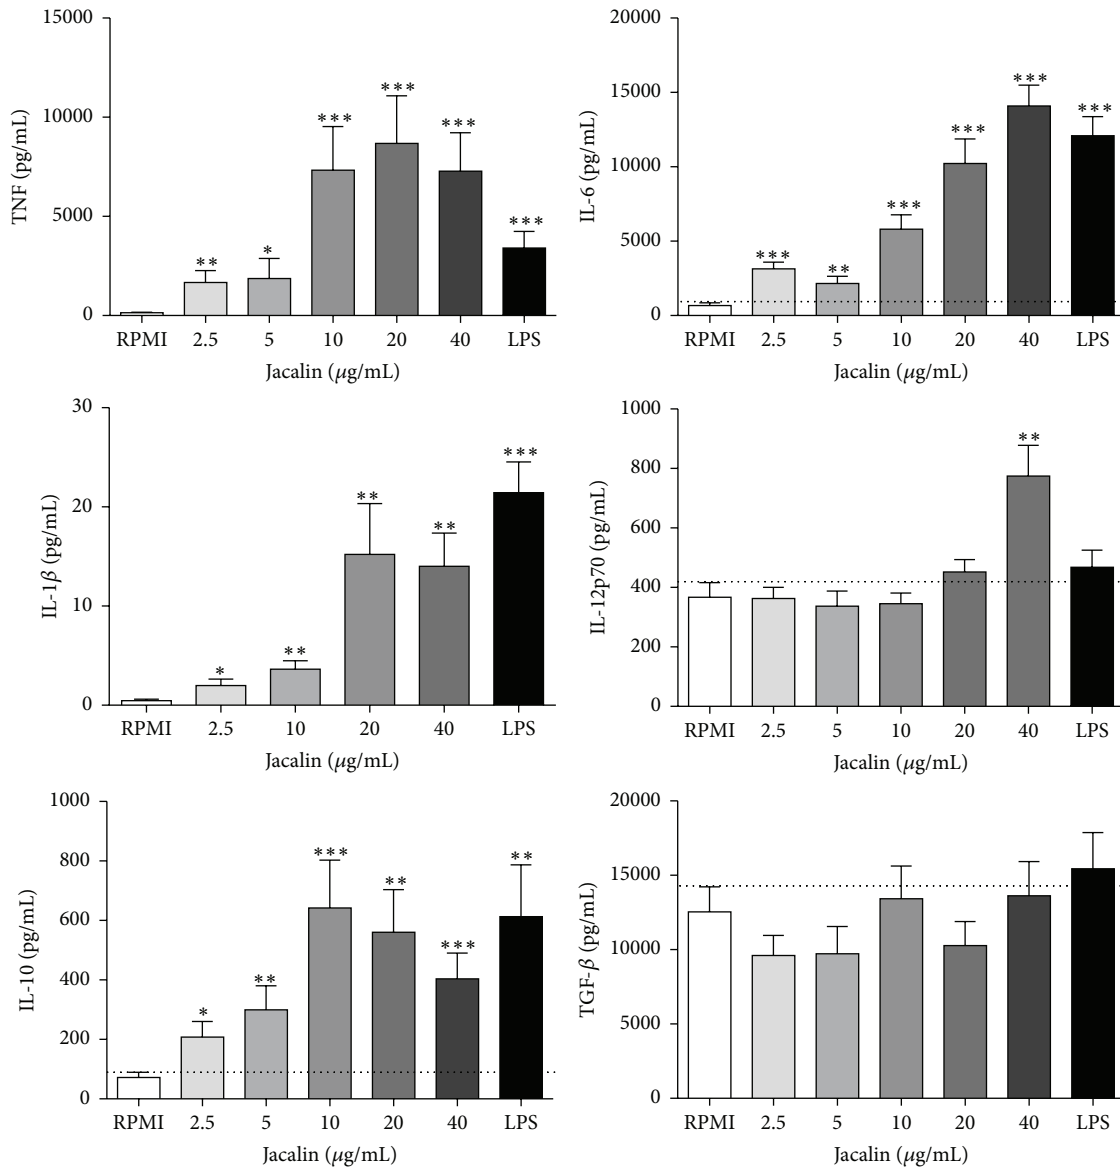 TNF (pg/mL)
15000
10000
5000
0
** * *** *** *** ***
RPMI 2.5 5 10 20 40 LPS
Jacalin (μg/mL)
IL-6 (pg/mL)
20000
15000
10000
5000
0
*** ** *** *** *** ***
RPMI 2.5 5 10 20 40 LPS
Jacalin (μg/mL)
IL-1β (pg/mL)
30
20
10
0
* ** ** ** ***
RPMI 2.5 10 20 40 LPS
Jacalin (μg/mL)
IL-12p70 (pg/mL)
1000
800
600
400
200
0
**
RPMI 2.5 5 10 20 40 LPS
Jacalin (μg/mL)
IL-10 (pg/mL)
1000
800
600
400
200
0
* ** *** ** *** **
RPMI 2.5 5 10 20 40 LPS
Jacalin (μg/mL)
TGF-β (pg/mL)
20000
15000
10000
5000
0
RPMI 2.5 5 10 20 40 LPS
Jacalin (μg/mL)